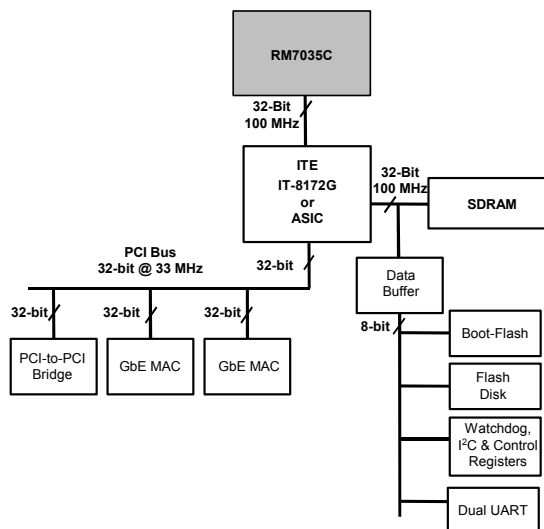 RM7035C
32-Bit
100 MHz
ITE
IT-8172G
or
ASIC
32-Bit
100 MHz
SDRAM
PCI Bus
32-bit @ 33 MHz
32-bit
Data
Buffer
32-bit
32-bit
32-bit
8-bit
PCI-to-PCI
Bridge
GbE MAC
GbE MAC
Boot-Flash
Flash
Disk
Watchdog,
I²C & Control
Registers
Dual UART